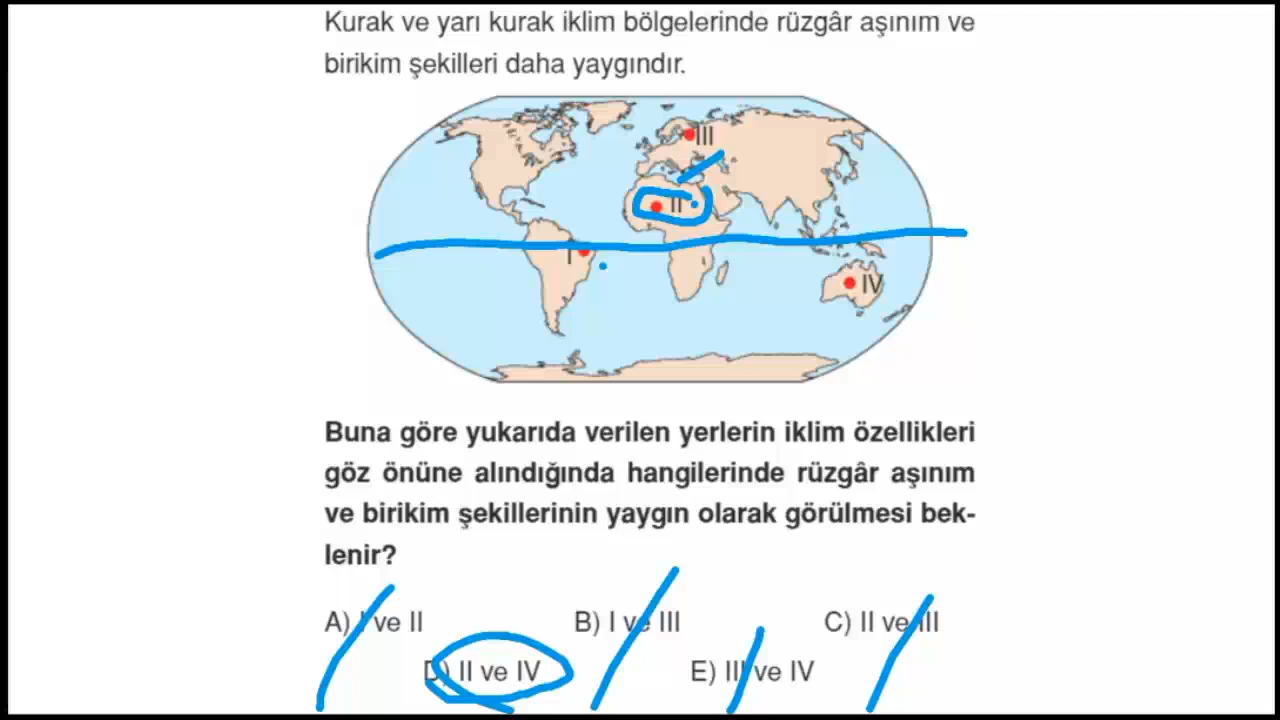 Kurak ve yarı kurak iklim bölgelerinde rüzgâr aşınım ve
birikim şekilleri daha yaygındır.
III
II
I
IV
Buna göre yukarıda verilen yerlerin iklim özellikleri
göz önüne alındığında hangilerinde rüzgâr aşınım
ve birikim şekillerinin yaygın olarak görülmesi bek-
lenir?
A) I ve II B) I ve III C) II ve III
D) II ve IV E) III ve IV